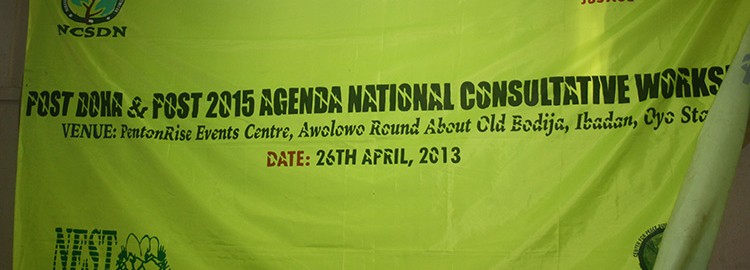 JUSTICE
NCSDN
POST DOHA & POST 2015 AGENDA NATIONAL CONSULTATIVE WORKS
VENUE: PentonRise Events Centre, Awolowo Round About Old Bodija, Ibadan, Oyo Sta
DATE: 26TH APRIL, 2013
NEST